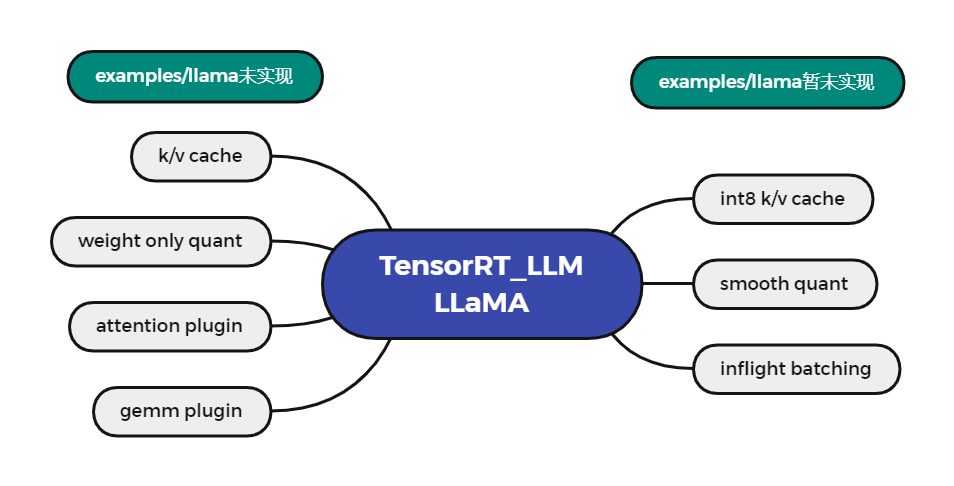 examples/llama未实现
k/v cache
weight only quant
attention plugin
gemm plugin
TensorRT_LLM
LLaMA
examples/llama暂未实现
int8 k/v cache
smooth quant
inflight batching